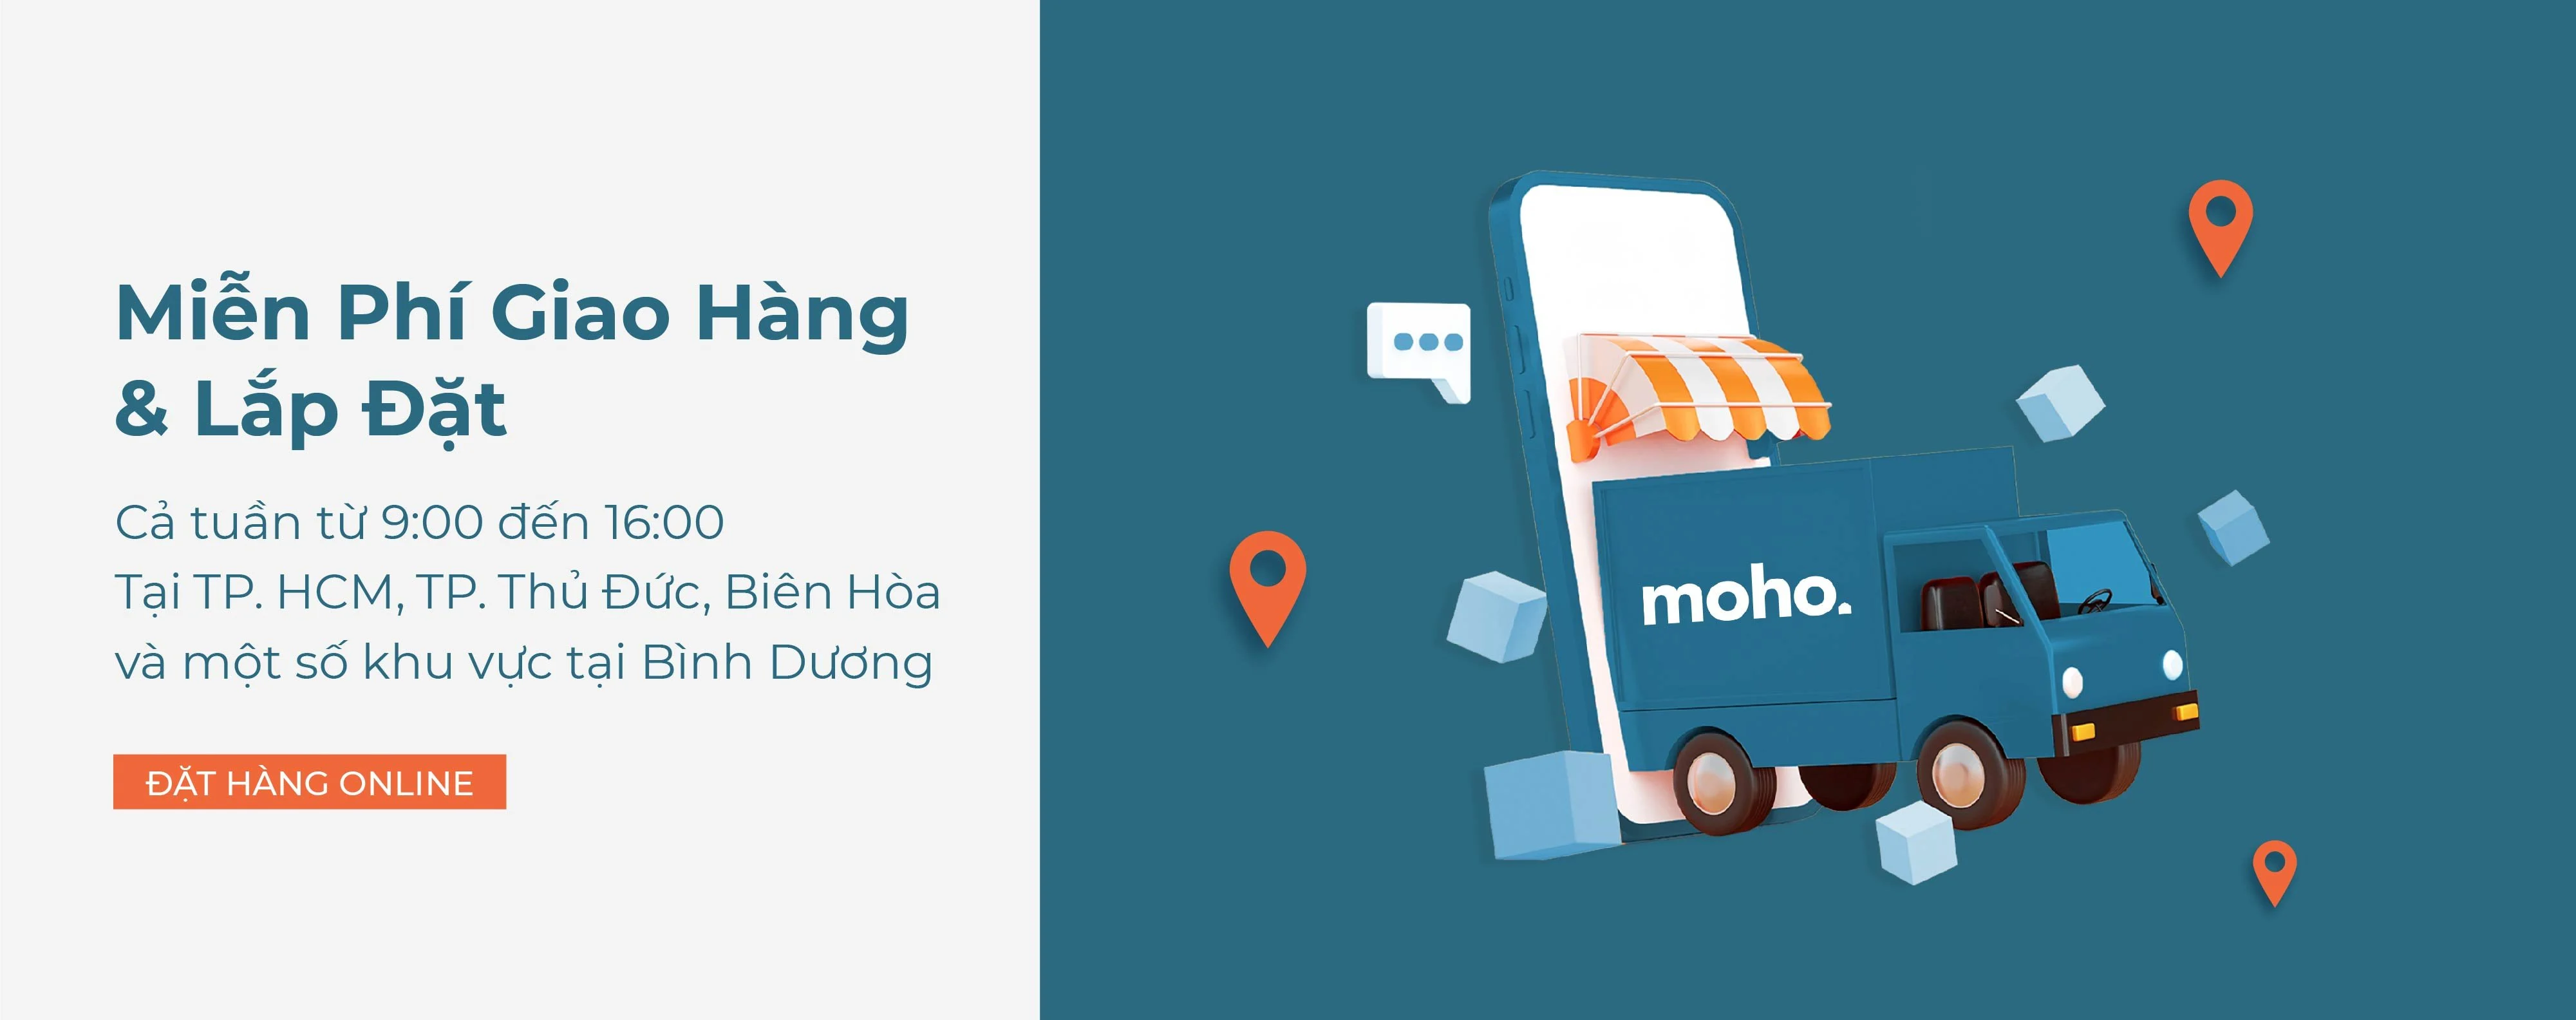 Miễn Phí Giao Hàng
& Lắp Đặt
Cả tuần từ 9:00 đến 16:00
Tại TP. HCM, TP. Thủ Đức, Biên Hòa
và một số khu vực tại Bình Dương
ĐẶT HÀNG ONLINE
moho.